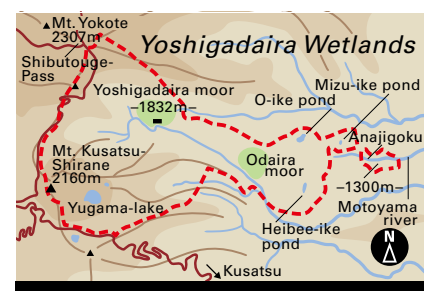 Mt. Yokote
2307m
Yoshigadaira Wetlands
Shibutouge-
Pass
Yoshigadaira moor
–1832m–
Mizu-ike pond
O-ike pond
Anajigoku
Mt. Kusatsu-
Shirane
2160m
Odaira
moor
–1300m–
Yugama-lake
Motoyama
river
Heibee-ike
pond
Kusatsu
N